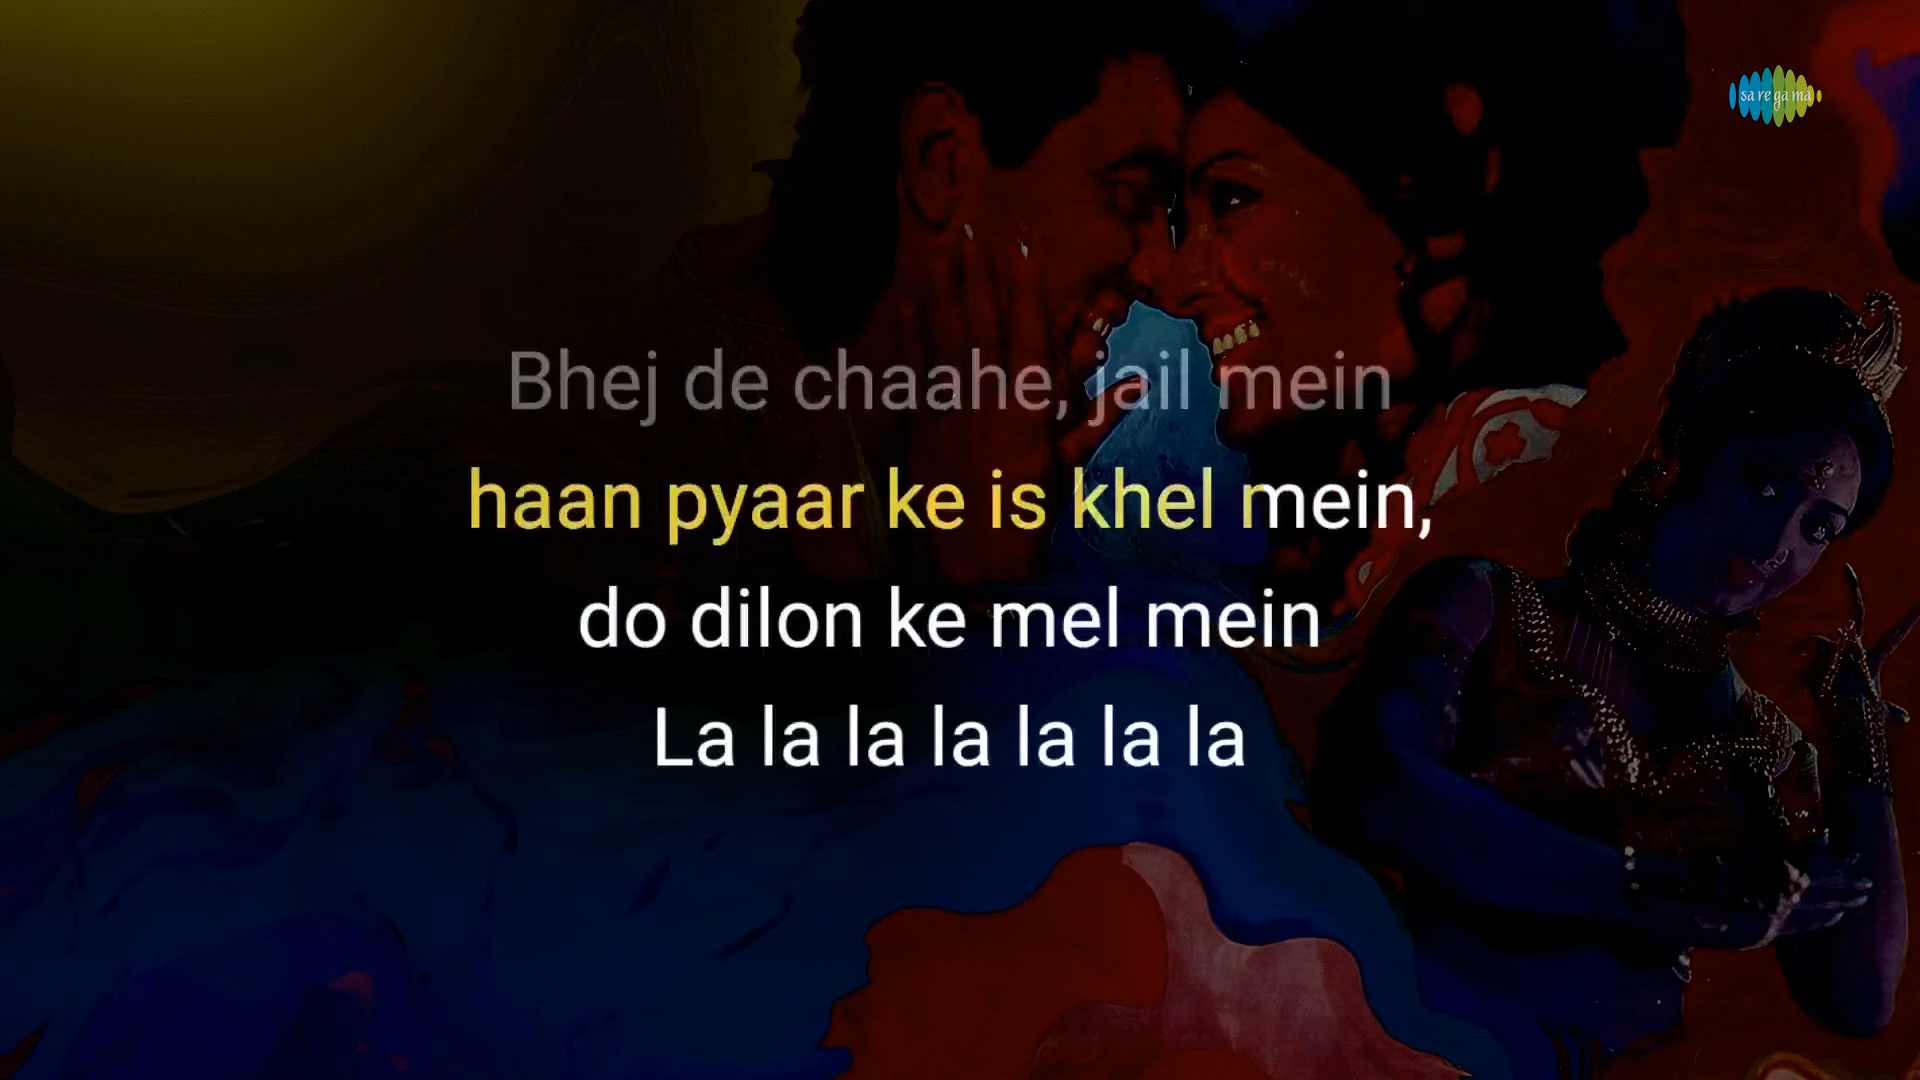 sa re ga ma
Bhej de chaahe, jail mein
haan pyaar ke is khel mein,
do dilon ke mel mein
La la la la la la la